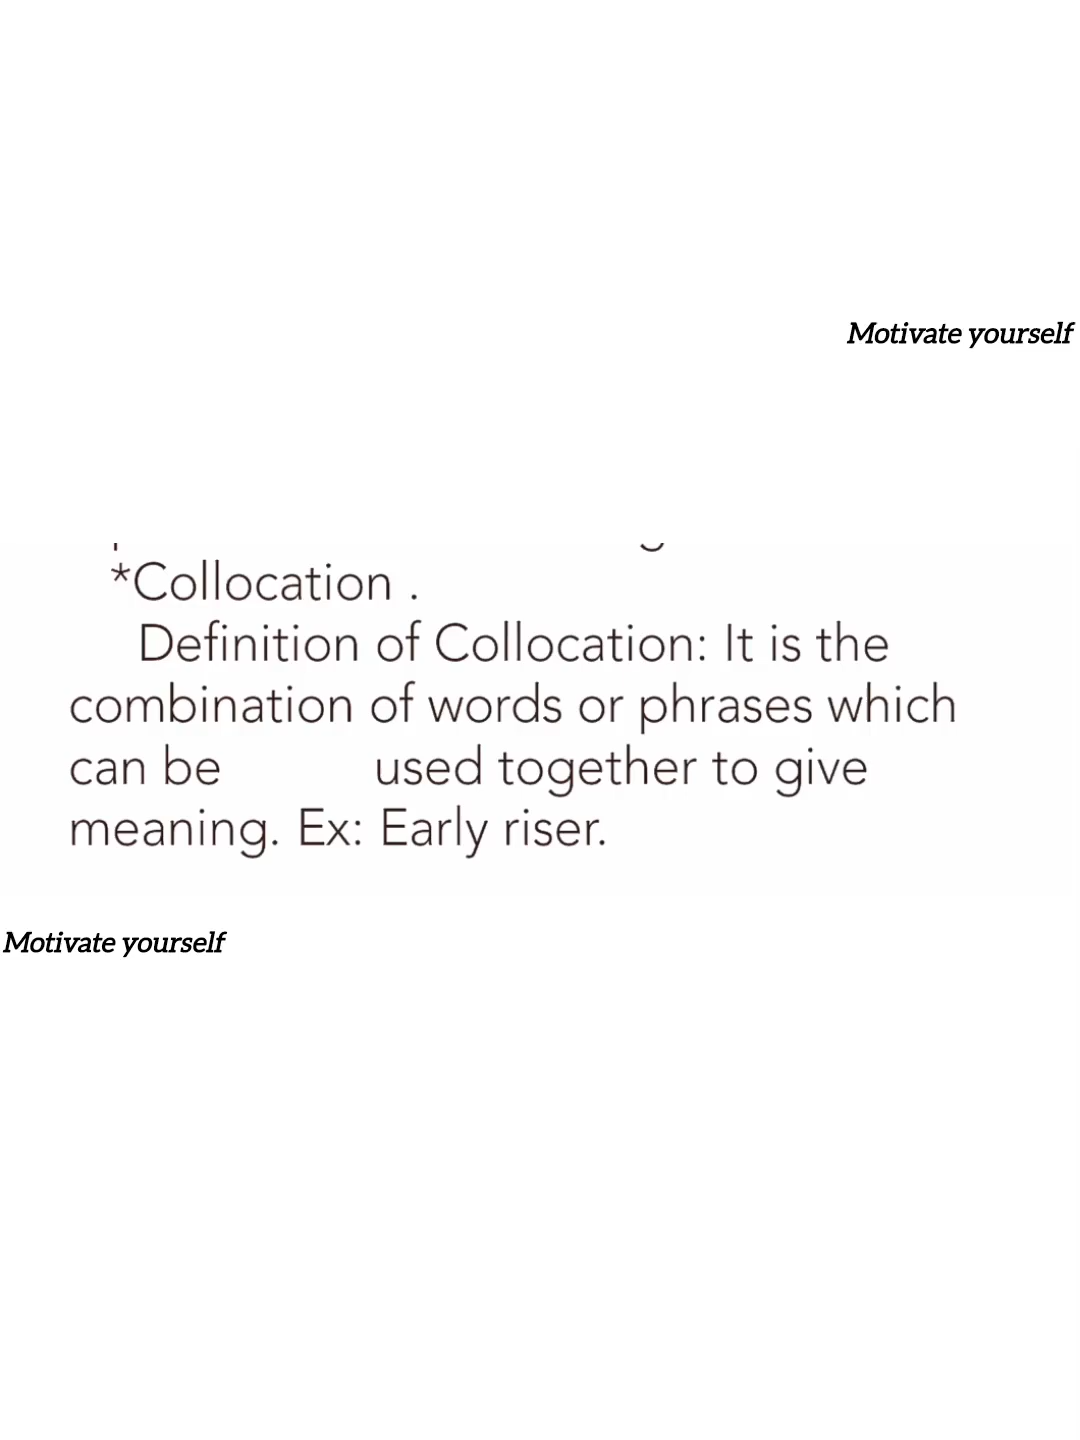 Motivate yourself
*Collocation .
Definition of Collocation: It is the
combination of words or phrases which
can be used together to give
meaning. Ex: Early riser.
Motivate yourself